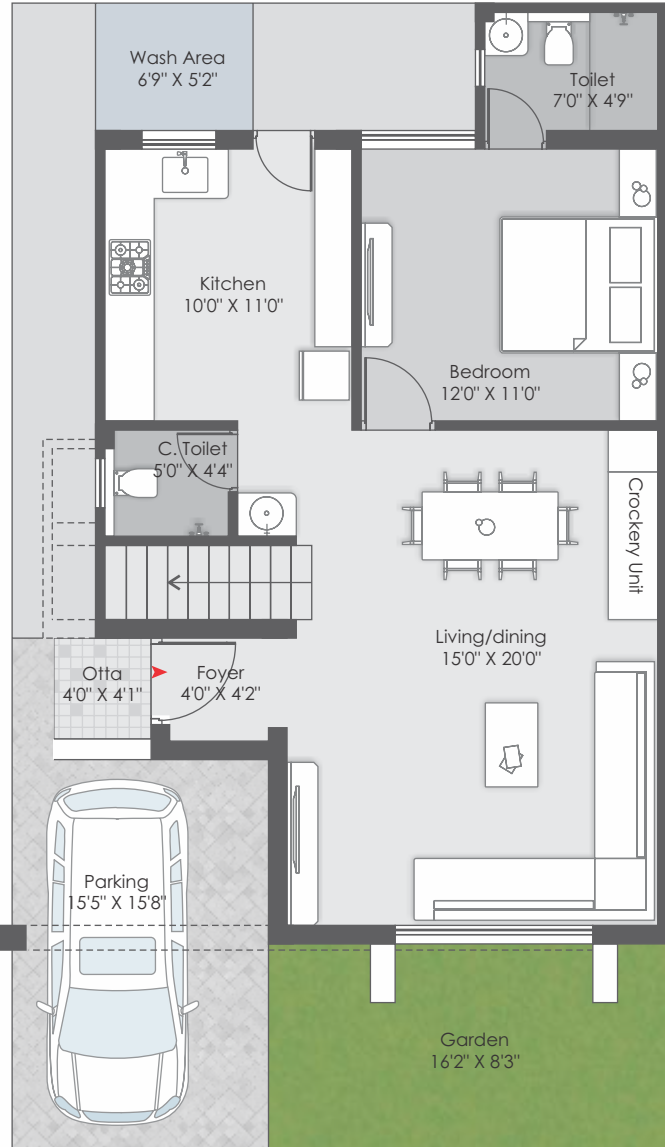 Wash Area
6'9" X 5'2"
Toilet
7'0" X 4'9"
Kitchen
10'0" X 11'0"
Bedroom
12'0" X 11'0"
C. Toilet
5'0" X 4'4"
Crockery Unit
Living/dining
15'0" X 20'0"
Otta
4'0" X 4'1"
Foyer
4'0" X 4'2"
Parking
15'5" X 15'8"
Garden
16'2" X 8'3"